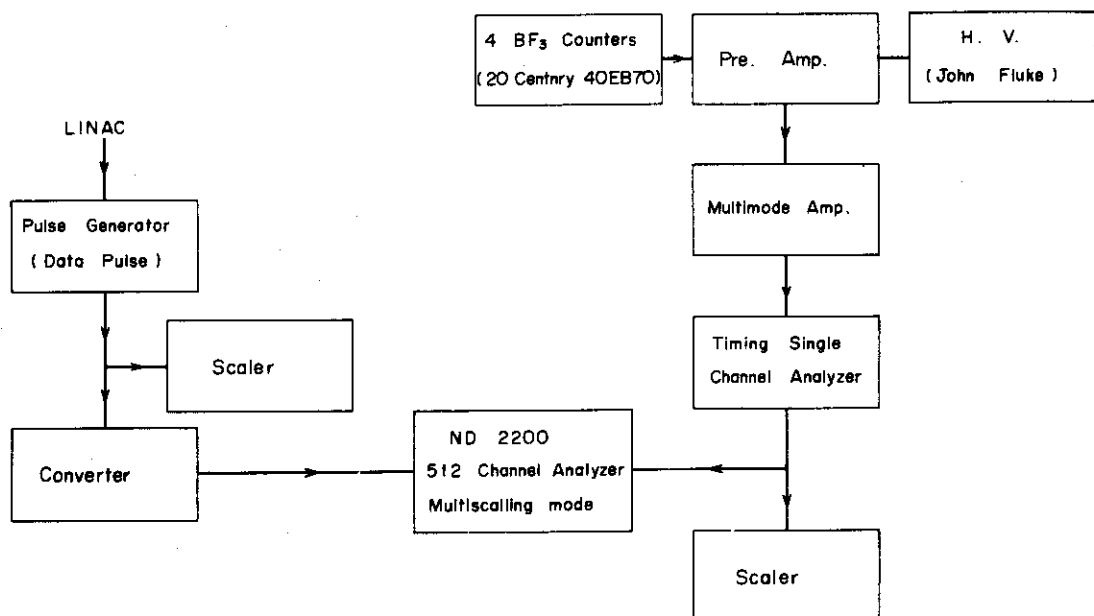 4 BF₃ Counters
(20 Centnry 40EB70)
Pre. Amp.
H. V.
(John Fluke)
LINAC
Pulse Generator
(Data Pulse)
Multimode Amp.
Scaler
Timing Single
Channel Analyzer
Converter
ND 2200
512 Channel Analyzer
Multiscalling mode
Scaler